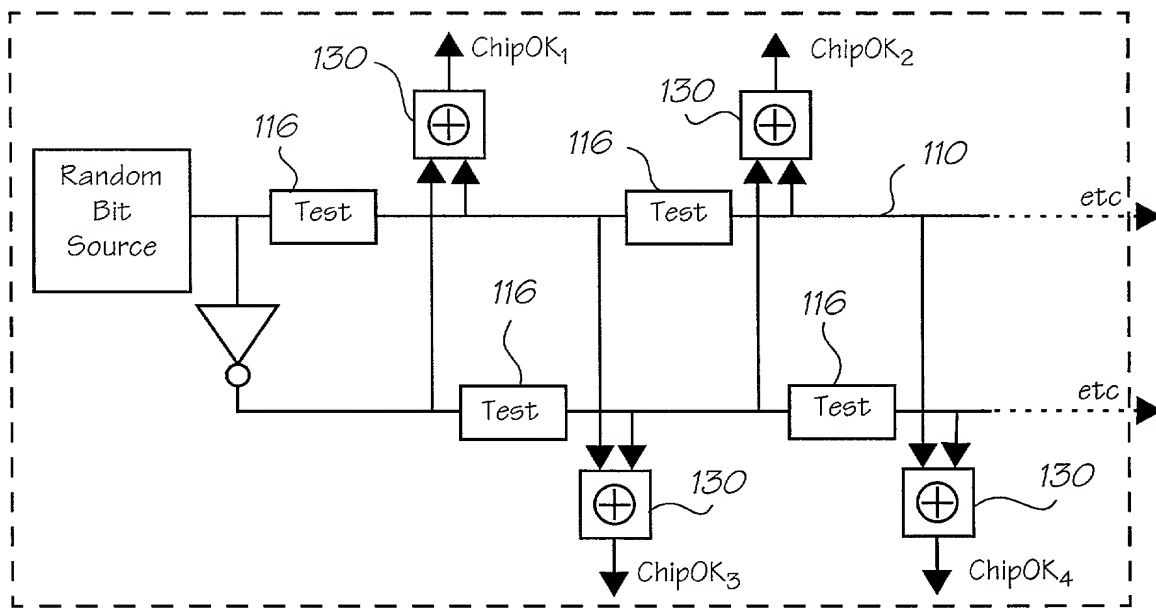 130
ChipOK1
130
ChipOK2
116
116
110
Random
Bit
Source
Test
Test
etc
116
116
Test
Test
etc
130
130
ChipOK3
ChipOK4